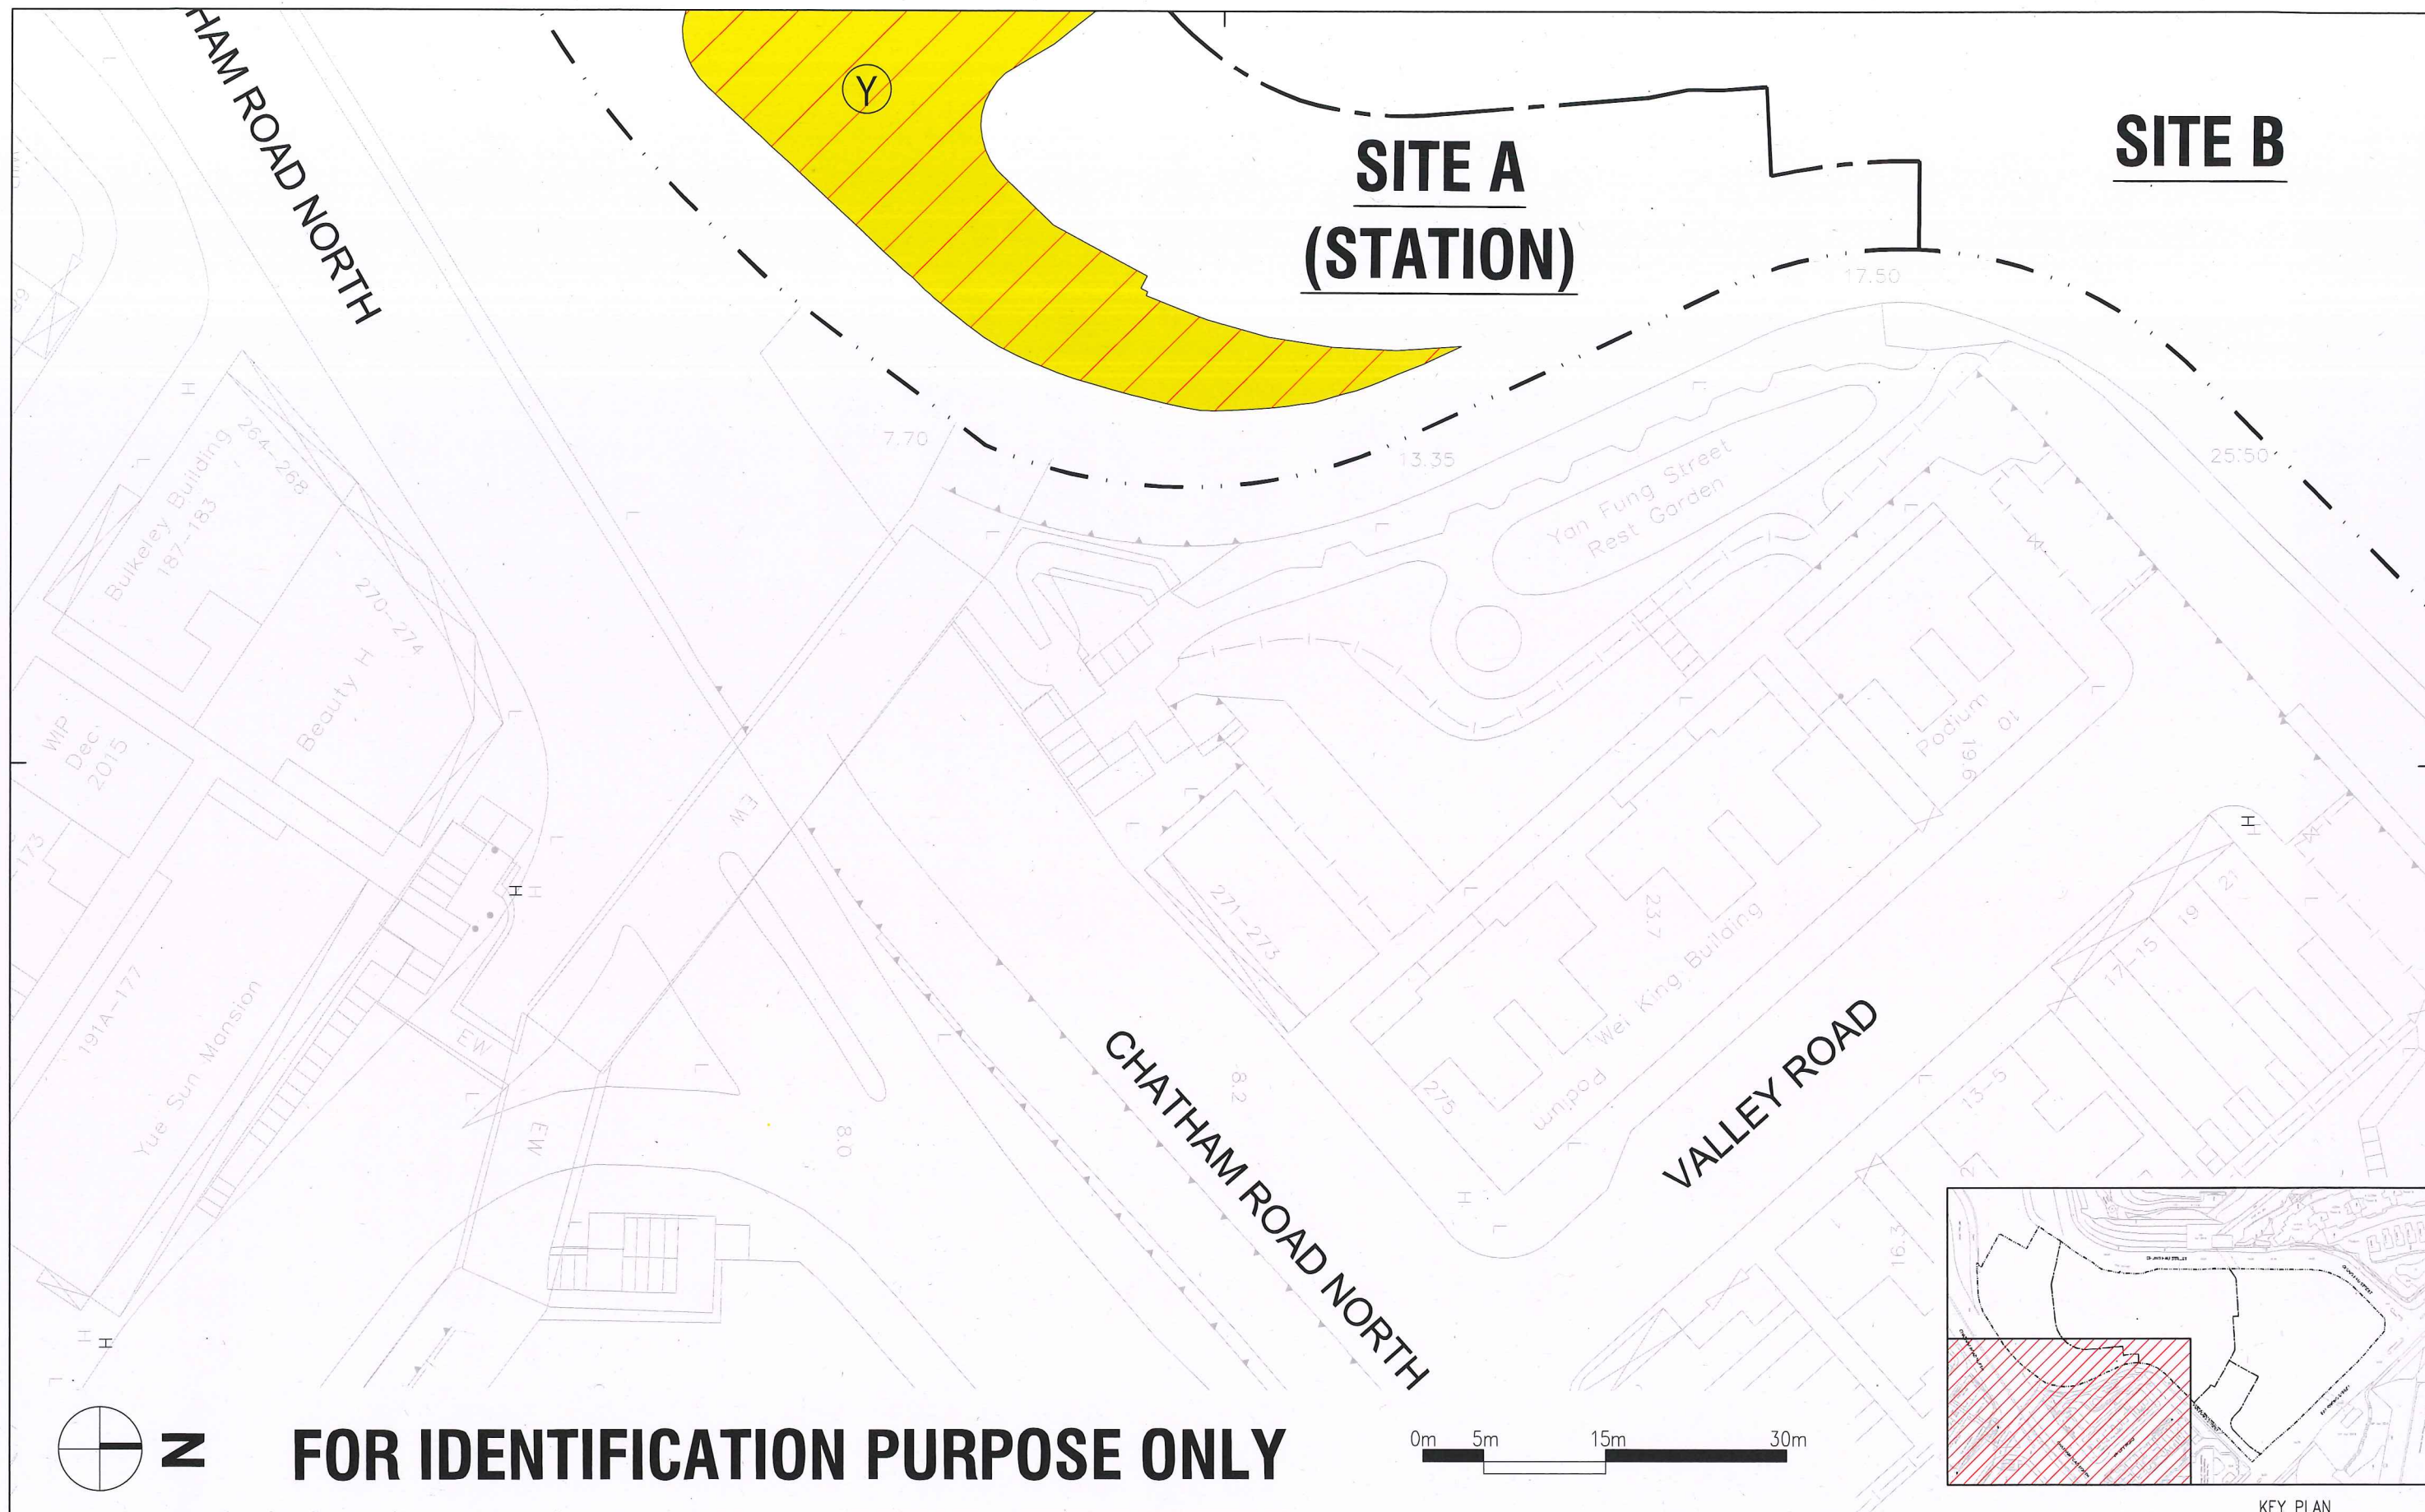 HAM ROAD NORTH
Y
SITE A
(STATION)
SITE B
17.50
7.70
13.35
25.50
Yan Fung Street
Rest Garden
Bulkeley Building
187-183
264-268
270-274
Beauty H
WIP
Dec.
2015
-173
191A-177
Yue Sun Mansion
EW
EW
EW
8.0
8.2
271-273
275
Podium
Wei King Building
23.7
Podium
10
19.6
CHATHAM ROAD NORTH
VALLEY ROAD
21
19
17-15
13-5
16.3
H
H
H
H
H
H
H
H
N
FOR IDENTIFICATION PURPOSE ONLY
0m 5m 15m 30m
KEY PLAN